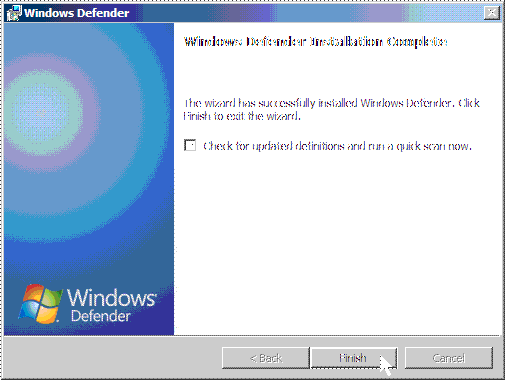 Windows Defender
Windows Defender Installation Complete
The wizard has successfully installed Windows Defender. Click
Finish to exit the wizard.
Check for updated definitions and run a quick scan now.
Windows
Defender
< Back
Finish
Cancel